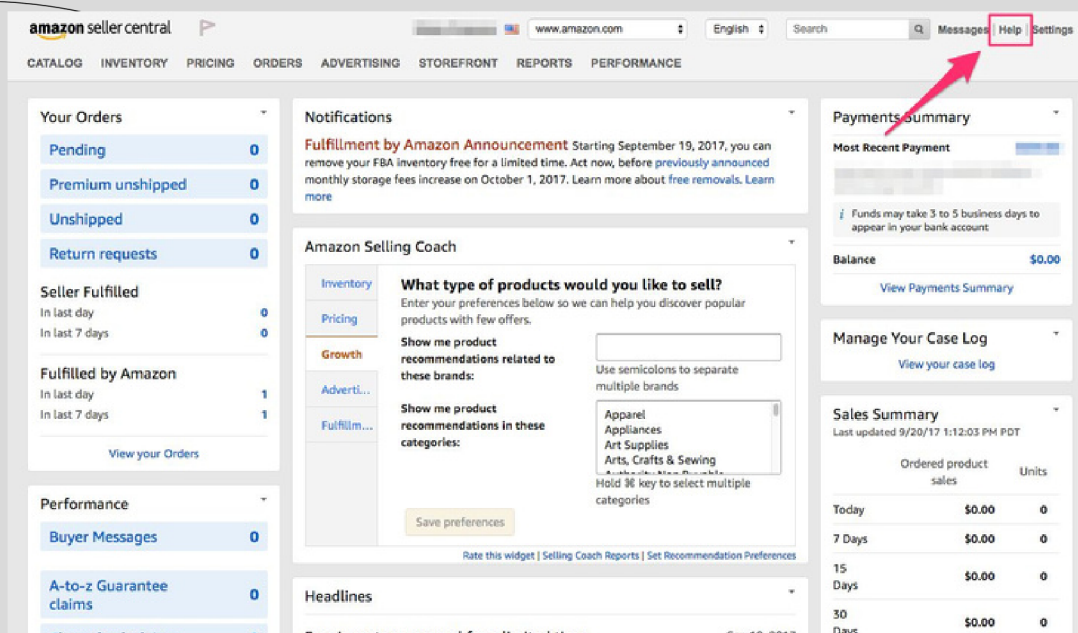 amazon seller central
www.amazon.com
English
Search
Messages | Help | Settings
CATALOG INVENTORY PRICING ORDERS ADVERTISING STOREFRONT REPORTS PERFORMANCE
Your Orders
Pending 0
Premium unshipped 0
Unshipped 0
Return requests 0
Seller Fulfilled
In last day 0
In last 7 days 0
Fulfilled by Amazon
In last day 1
In last 7 days 1
View your Orders
Performance
Buyer Messages 0
A-to-z Guarantee
claims 0
Notifications
Fulfillment by Amazon Announcement Starting September 19, 2017, you can
remove your FBA inventory free for a limited time. Act now, before previously announced
monthly storage fees increase on October 1, 2017. Learn more about free removals. Learn
more
Amazon Selling Coach
Inventory
Pricing
Growth
Adverti...
Fulfillm...
What type of products would you like to sell?
Enter your preferences below so we can help you discover popular
products with few offers.
Show me product
recommendations related to
these brands:
Use semicolons to separate
multiple brands
Show me product
recommendations in these
categories:
Apparel
Appliances
Art Supplies
Arts, Crafts & Sewing
Hold ⌘ key to select multiple
categories
Save preferences
Rate this widget | Selling Coach Reports | Set Recommendation Preferences
Headlines
Payments Summary
Most Recent Payment
i Funds may take 3 to 5 business days to
appear in your bank account
Balance $0.00
View Payments Summary
Manage Your Case Log
View your case log
Sales Summary
Last updated 9/20/17 1:12:03 PM PDT
Ordered product
sales
Units
Today $0.00 0
7 Days $0.00 0
15
Days $0.00 0
30
Days $0.00 0